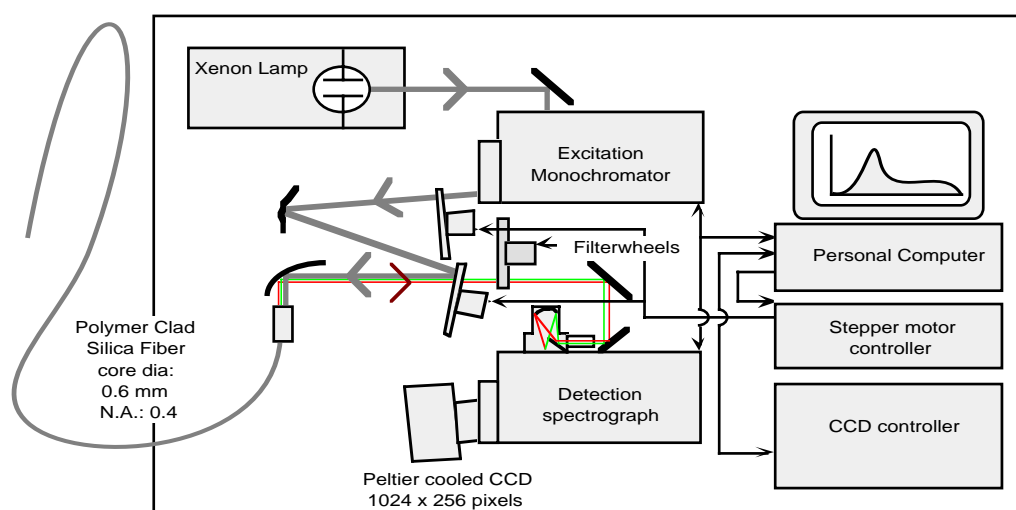 Xenon Lamp
Excitation
Monochromator
Filterwheels
Personal Computer
Stepper motor
controller
Polymer Clad
Silica Fiber
core dia:
0.6 mm
N.A.: 0.4
Detection
spectrograph
CCD controller
Peltier cooled CCD
1024 x 256 pixels